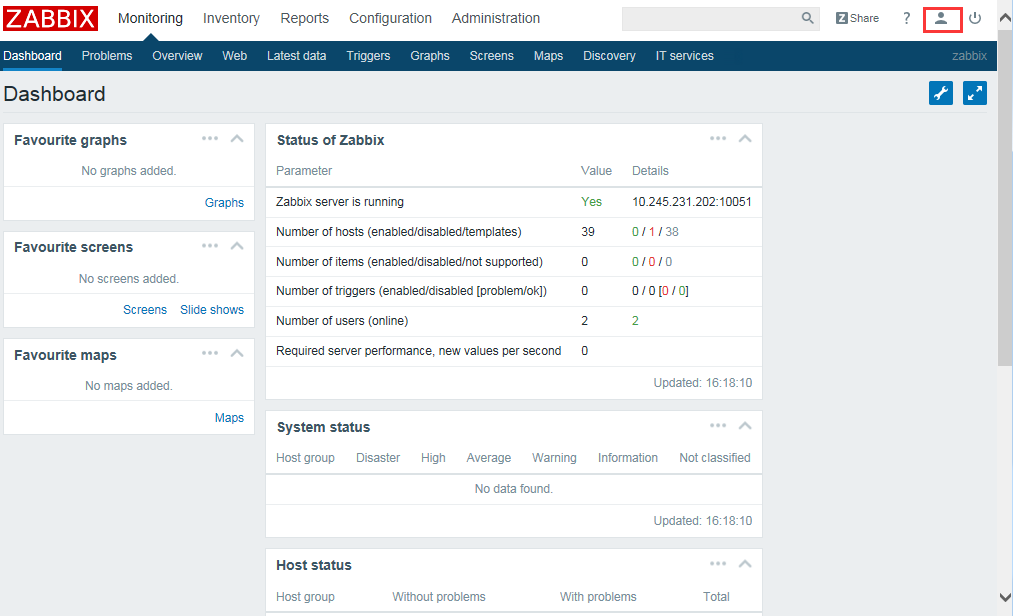 ZABBIX Monitoring Inventory Reports Configuration Administration Z Share ?
Dashboard Problems Overview Web Latest data Triggers Graphs Screens Maps Discovery IT services zabbix
Dashboard
Favourite graphs
No graphs added.
Graphs
Favourite screens
No screens added.
Screens Slide shows
Favourite maps
No maps added.
Maps
Status of Zabbix
Parameter Value Details
Zabbix server is running Yes 10.245.231.202:10051
Number of hosts (enabled/disabled/templates) 39 0 / 1 / 38
Number of items (enabled/disabled/not supported) 0 0 / 0 / 0
Number of triggers (enabled/disabled [problem/ok]) 0 0 / 0 [0 / 0]
Number of users (online) 2 2
Required server performance, new values per second 0
Updated: 16:18:10
System status
Host group Disaster High Average Warning Information Not classified
No data found.
Updated: 16:18:10
Host status
Host group Without problems With problems Total